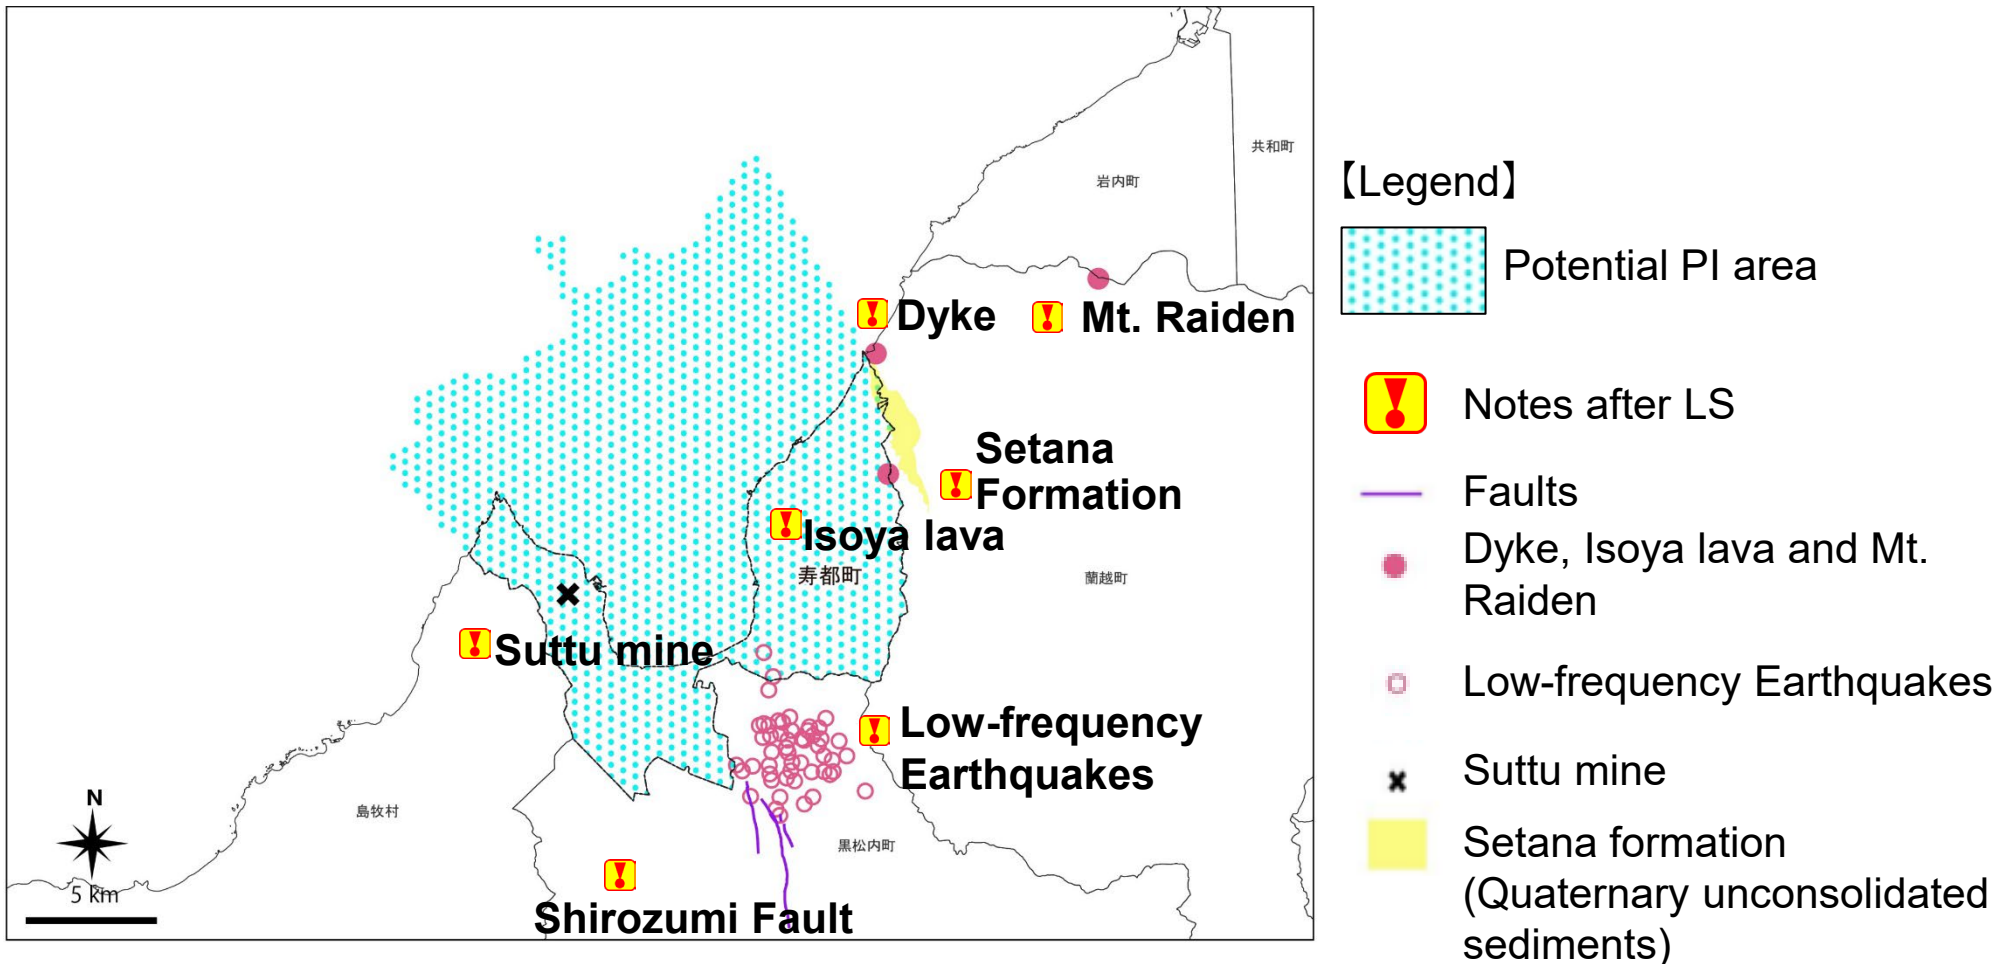 共和町
岩内町
Dyke
Mt. Raiden
Setana
Formation
Isoya lava
寿都町
蘭越町
Suttu mine
Low-frequency
Earthquakes
N
島牧村
黒松内町
5 km
Shirozumi Fault
【Legend】
Potential PI area
Notes after LS
Faults
Dyke, Isoya lava and Mt.
Raiden
Low-frequency Earthquakes
Suttu mine
Setana formation
(Quaternary unconsolidated
sediments)